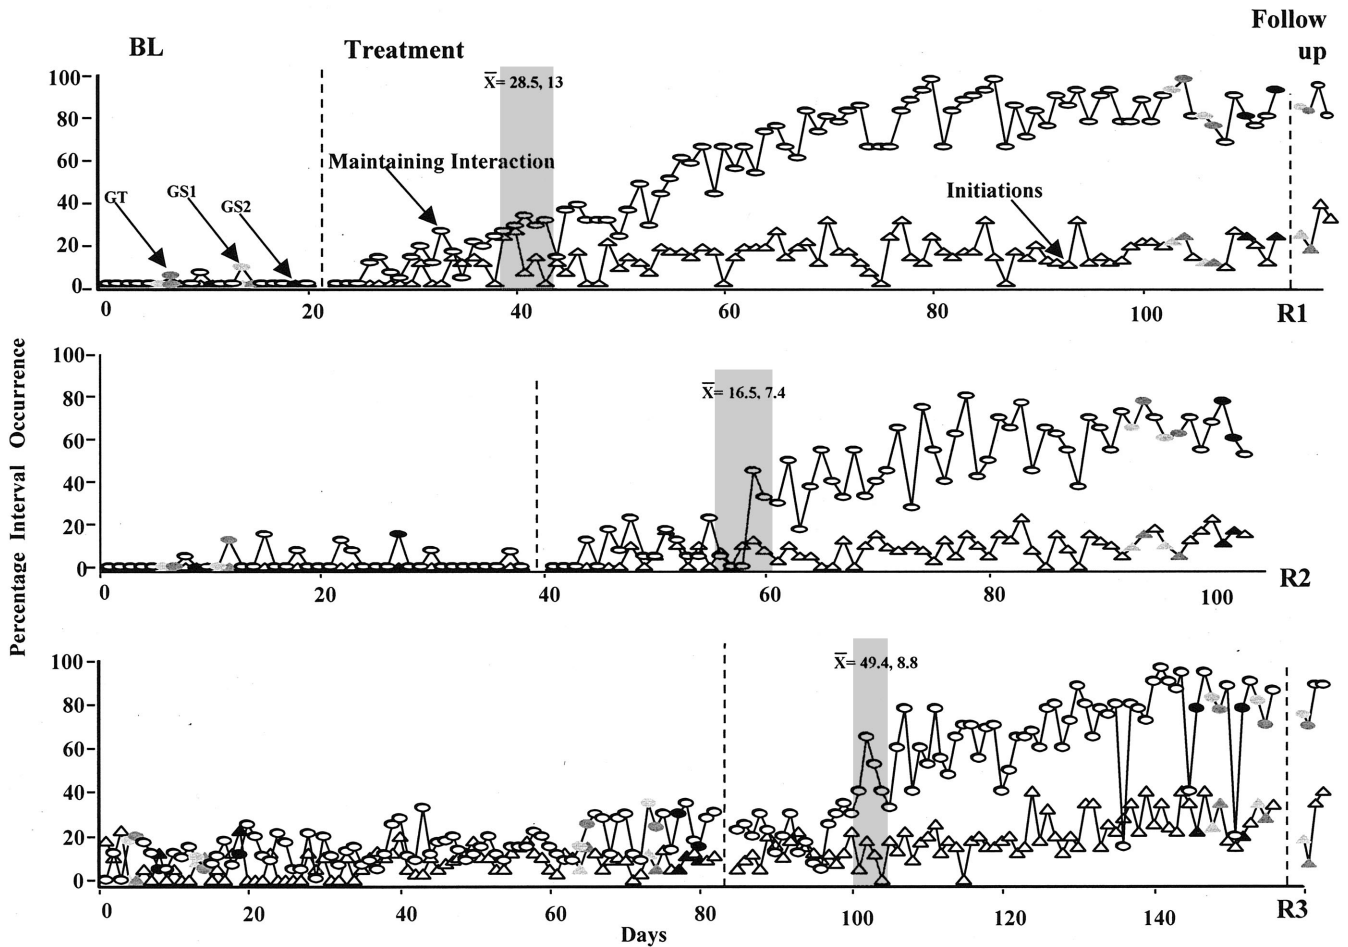 BL
Treatment
Follow
up
X̄= 28.5, 13
Maintaining Interaction
GT
GS1
GS2
Initiations
100
80
60
40
20
0
0 20 40 60 80 100 R1
X̄= 16.5, 7.4
100
80
60
40
20
0
0 20 40 60 80 100 R2
X̄= 49.4, 8.8
100
80
60
40
20
0
0 20 40 60 80 100 120 140 R3
Percentage Interval Occurrence
Days